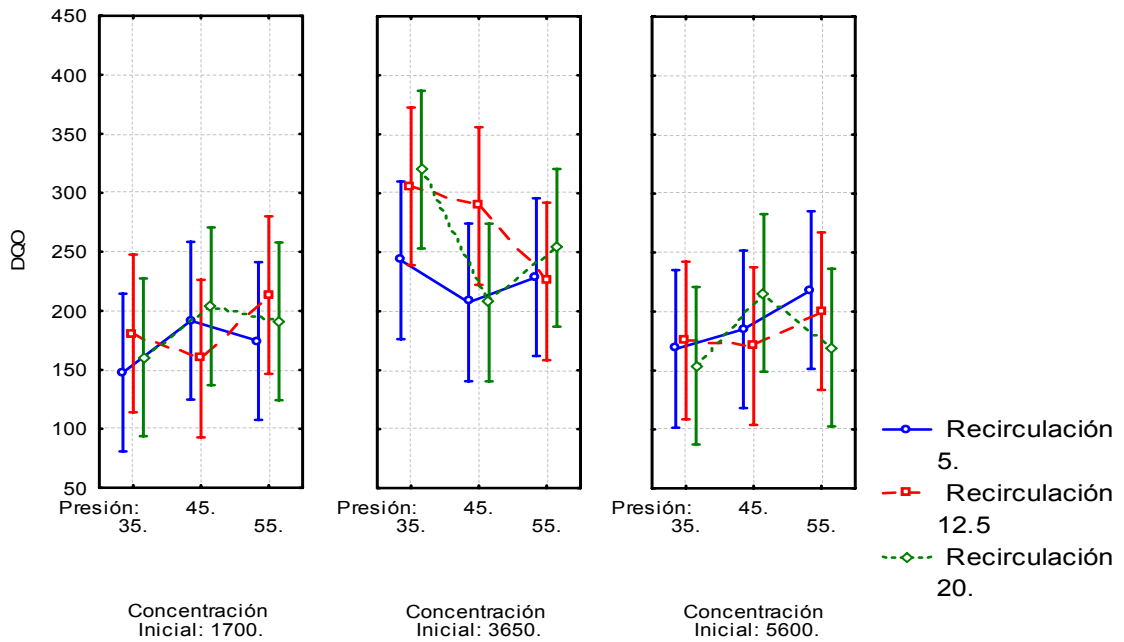 450
400
350
300
250
200
150
100
50
DQO
Presión: 45.
35. 55.
Presión: 45.
35. 55.
Presión: 45.
35. 55.
Concentración
Inicial: 1700.
Concentración
Inicial: 3650.
Concentración
Inicial: 5600.
Recirculación
5.
Recirculación
12.5
Recirculación
20.